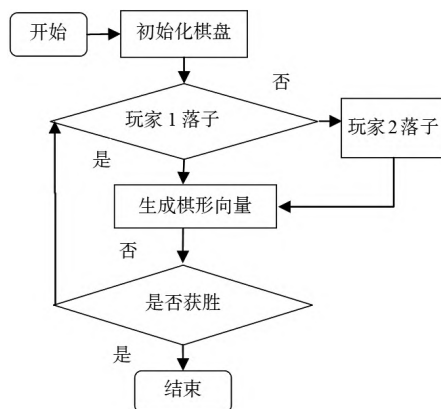 开始
初始化棋盘
否
玩家 1 落子
玩家 2 落子
是
生成棋形向量
否
是否获胜
是
结束